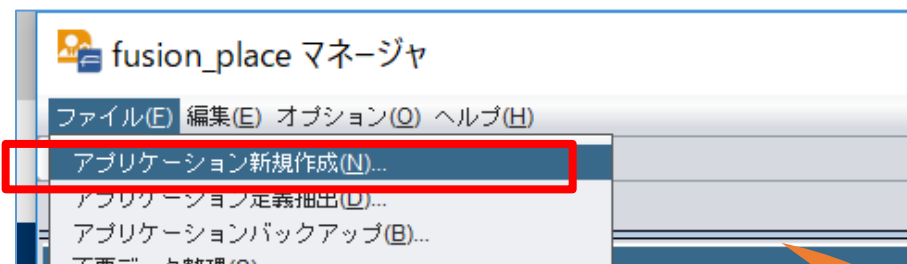 fusion_place マネージャ
ファイル(F) 編集(E) オプション(O) ヘルプ(H)
アプリケーション新規作成(N)...
アプリケーション定義抽出(D)...
アプリケーションバックアップ(B)...